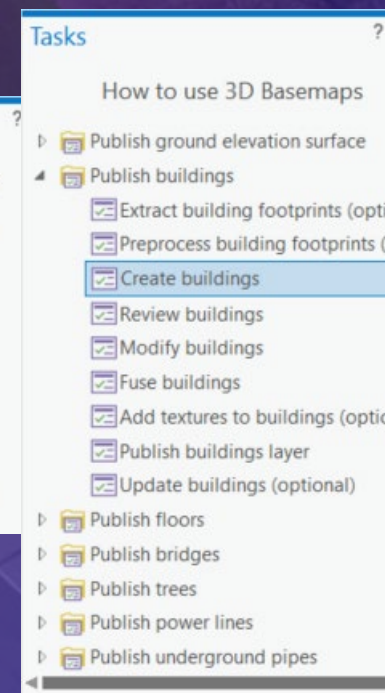 Tasks
?
How to use 3D Basemaps
?
Publish ground elevation surface
Publish buildings
Extract building footprints (opti
Preprocess building footprints (
Create buildings
Review buildings
Modify buildings
Fuse buildings
Add textures to buildings (optio
Publish buildings layer
Update buildings (optional)
Publish floors
Publish bridges
Publish trees
Publish power lines
Publish underground pipes